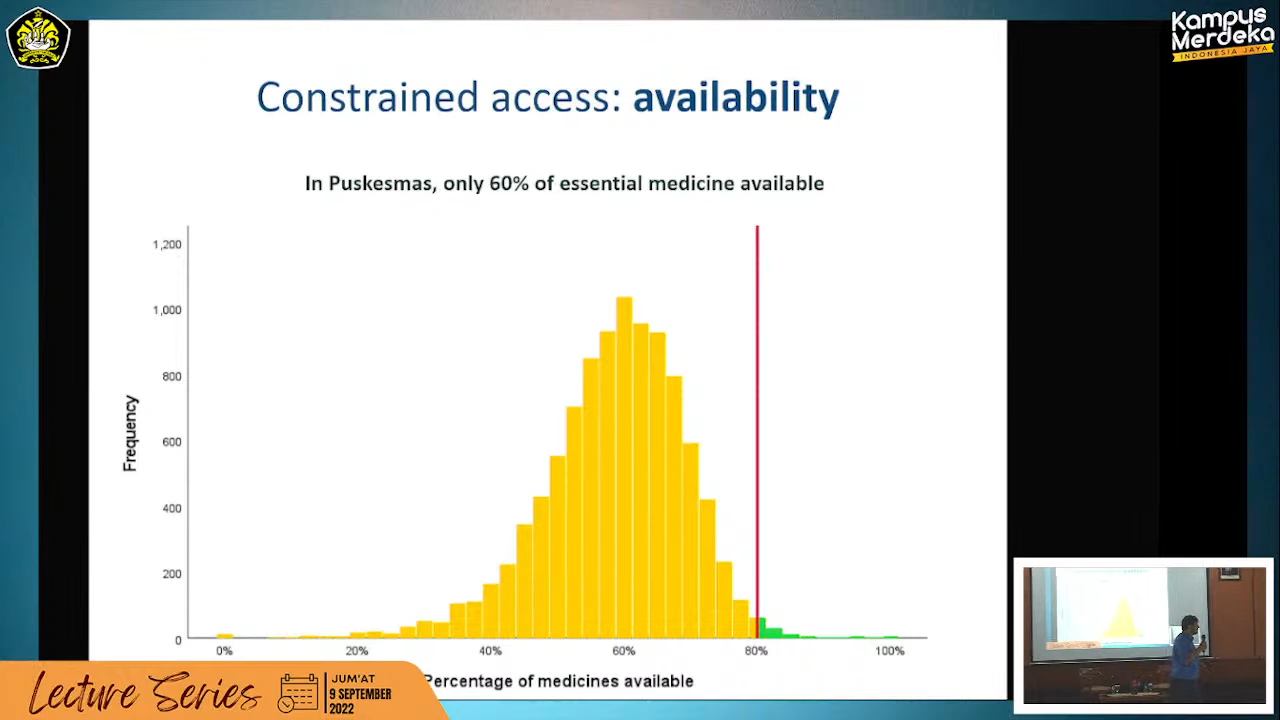 Kampus
Merdeka
INDONESIA JAYA
Constrained access: availability
In Puskesmas, only 60% of essential medicine available
1,200
1,000
800
600
400
200
0
Frequency
0% 20% 40% 60% 80% 100%
Percentage of medicines available
Lecture Series
JUM'AT
9 SEPTEMBER
2022